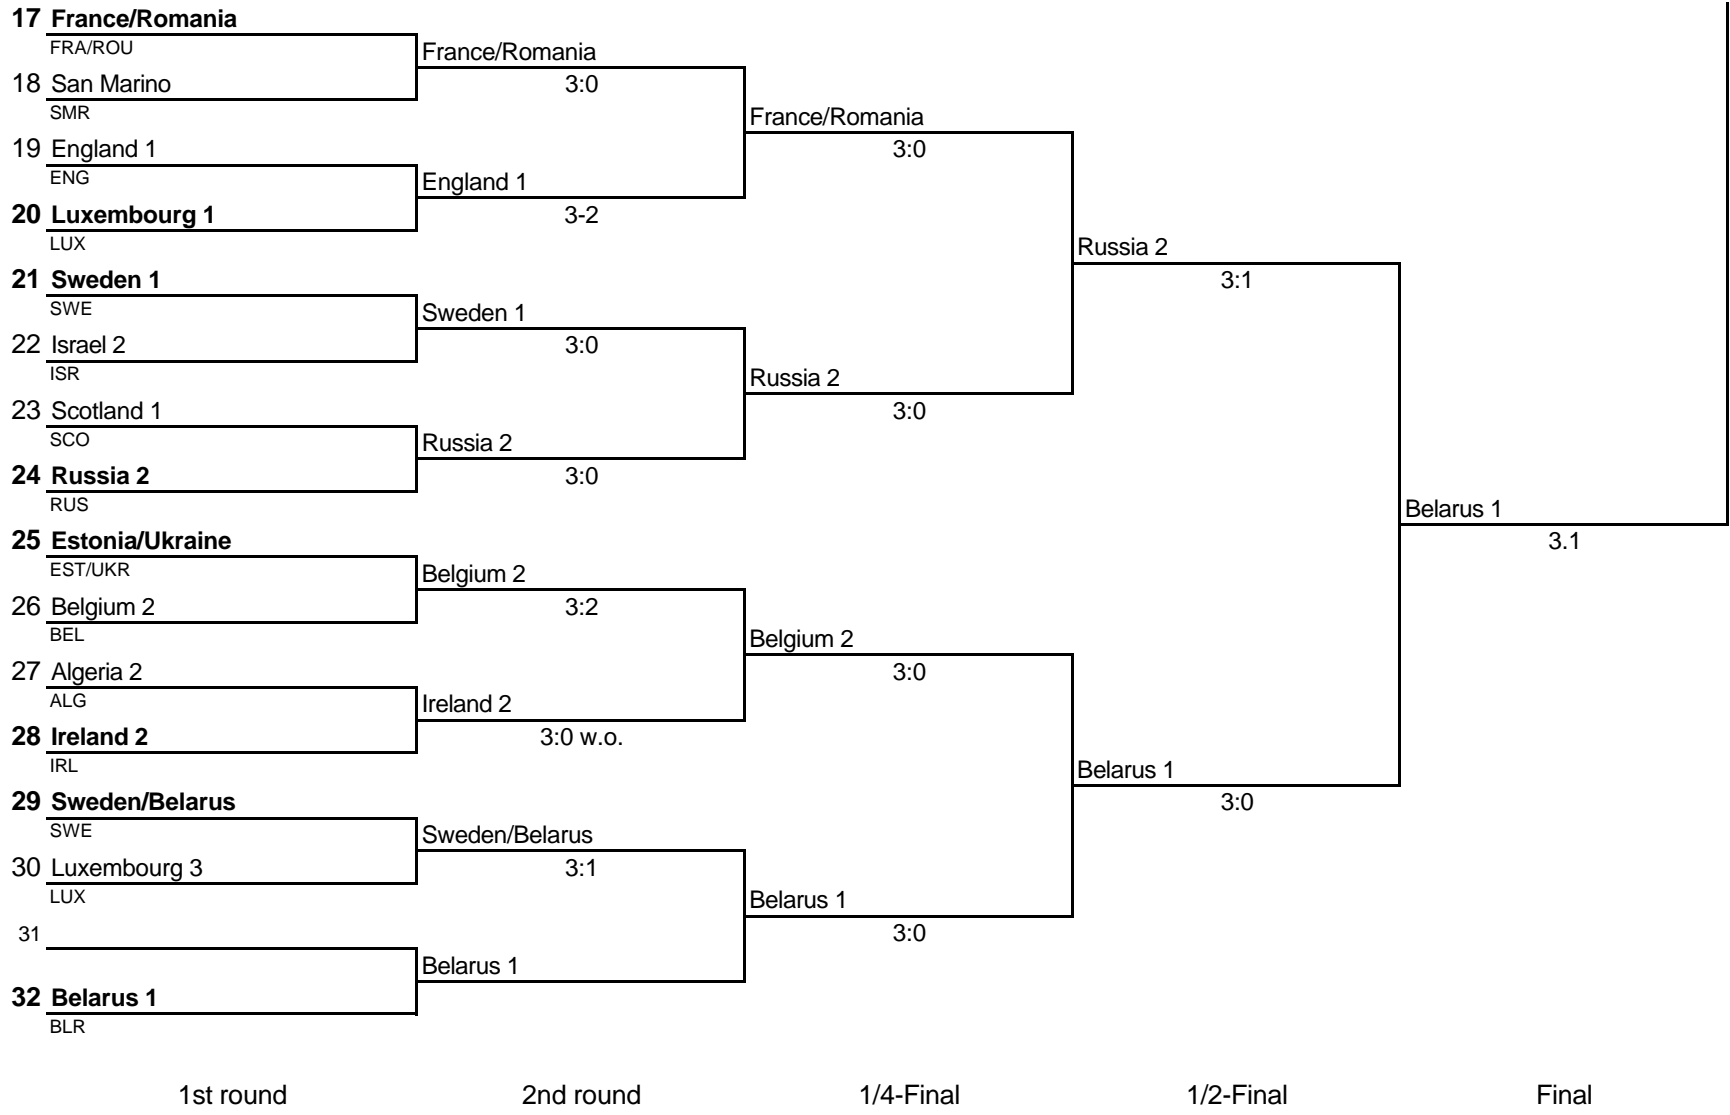 17 France/Romania
FRA/ROU
France/Romania
18 San Marino
3:0
SMR
France/Romania
19 England 1
3:0
ENG
England 1
20 Luxembourg 1
3-2
LUX
Russia 2
21 Sweden 1
3:1
SWE
Sweden 1
22 Israel 2
3:0
ISR
Russia 2
23 Scotland 1
3:0
SCO
Russia 2
24 Russia 2
3:0
RUS
Belarus 1
25 Estonia/Ukraine
3.1
EST/UKR
Belgium 2
26 Belgium 2
3:2
BEL
Belgium 2
27 Algeria 2
3:0
ALG
Ireland 2
28 Ireland 2
3:0 w.o.
IRL
Belarus 1
29 Sweden/Belarus
3:0
SWE
Sweden/Belarus
30 Luxembourg 3
3:1
LUX
Belarus 1
31
3:0
Belarus 1
32 Belarus 1
BLR
1st round 2nd round 1/4-Final 1/2-Final Final